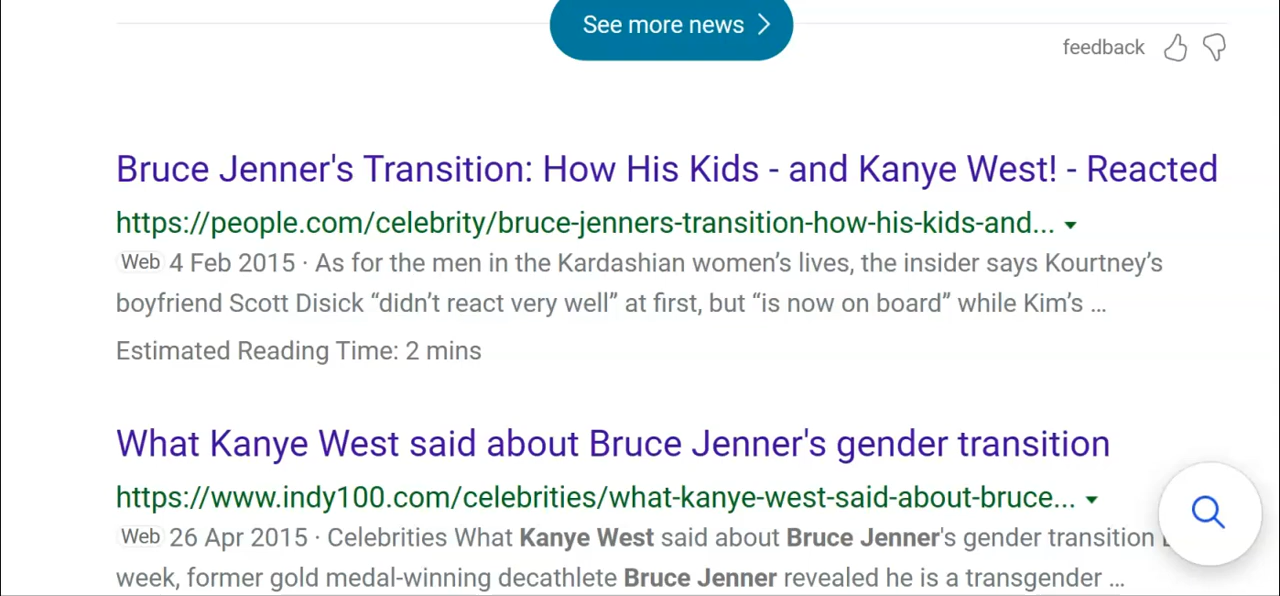 See more news
feedback
Bruce Jenner's Transition: How His Kids - and Kanye West! - Reacted
https://people.com/celebrity/bruce-jenners-transition-how-his-kids-and...
Web 4 Feb 2015 · As for the men in the Kardashian women’s lives, the insider says Kourtney’s
boyfriend Scott Disick “didn’t react very well” at first, but “is now on board” while Kim’s ...
Estimated Reading Time: 2 mins
What Kanye West said about Bruce Jenner's gender transition
https://www.indy100.com/celebrities/what-kanye-west-said-about-bruce...
Web 26 Apr 2015 · Celebrities What Kanye West said about Bruce Jenner's gender transition
week, former gold medal-winning decathlete Bruce Jenner revealed he is a transgender ...